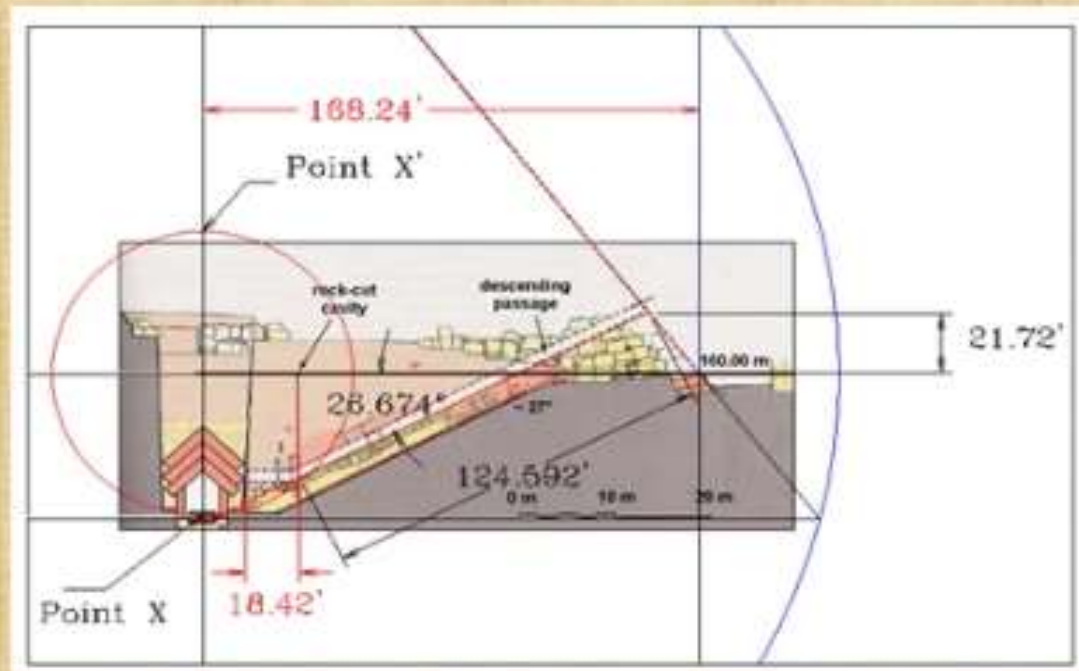 168.24'
Point X'
rock-cut
cavity
descending
passage
21.72'
160.00 m
26.674°
~ 27°
124.592'
0 m 10 m 20 m
18.42'
Point X